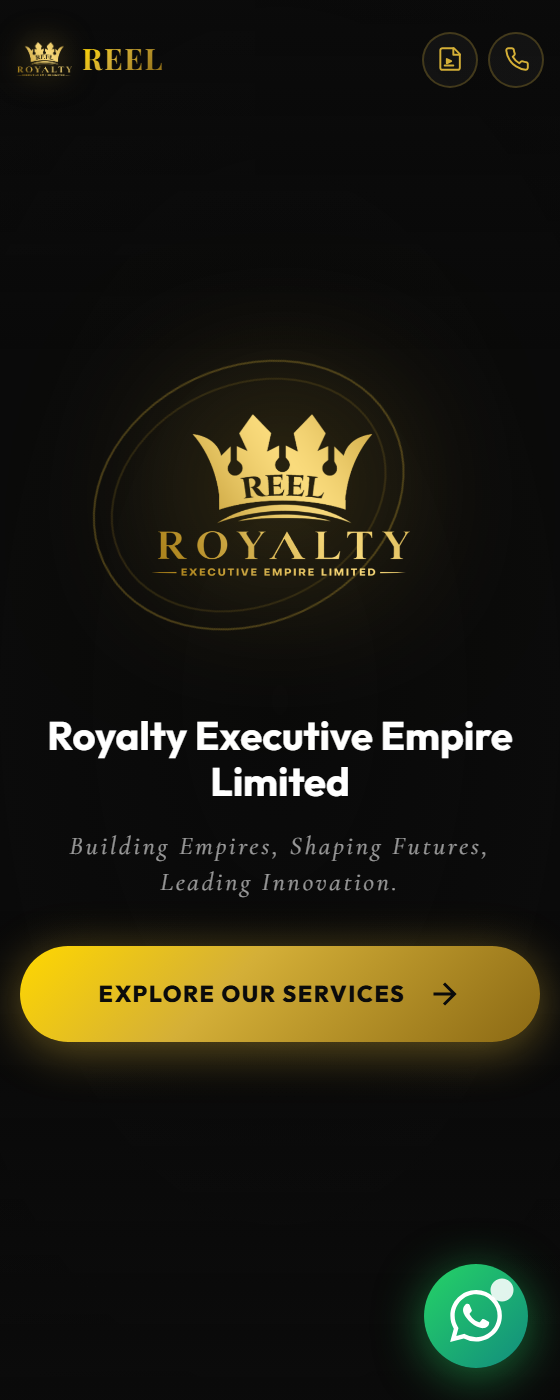 REEL
ROYALTY
REEL
REEL
ROYALTY
EXECUTIVE EMPIRE LIMITED
Royalty Executive Empire
Limited
Building Empires, Shaping Futures,
Leading Innovation.
EXPLORE OUR SERVICES